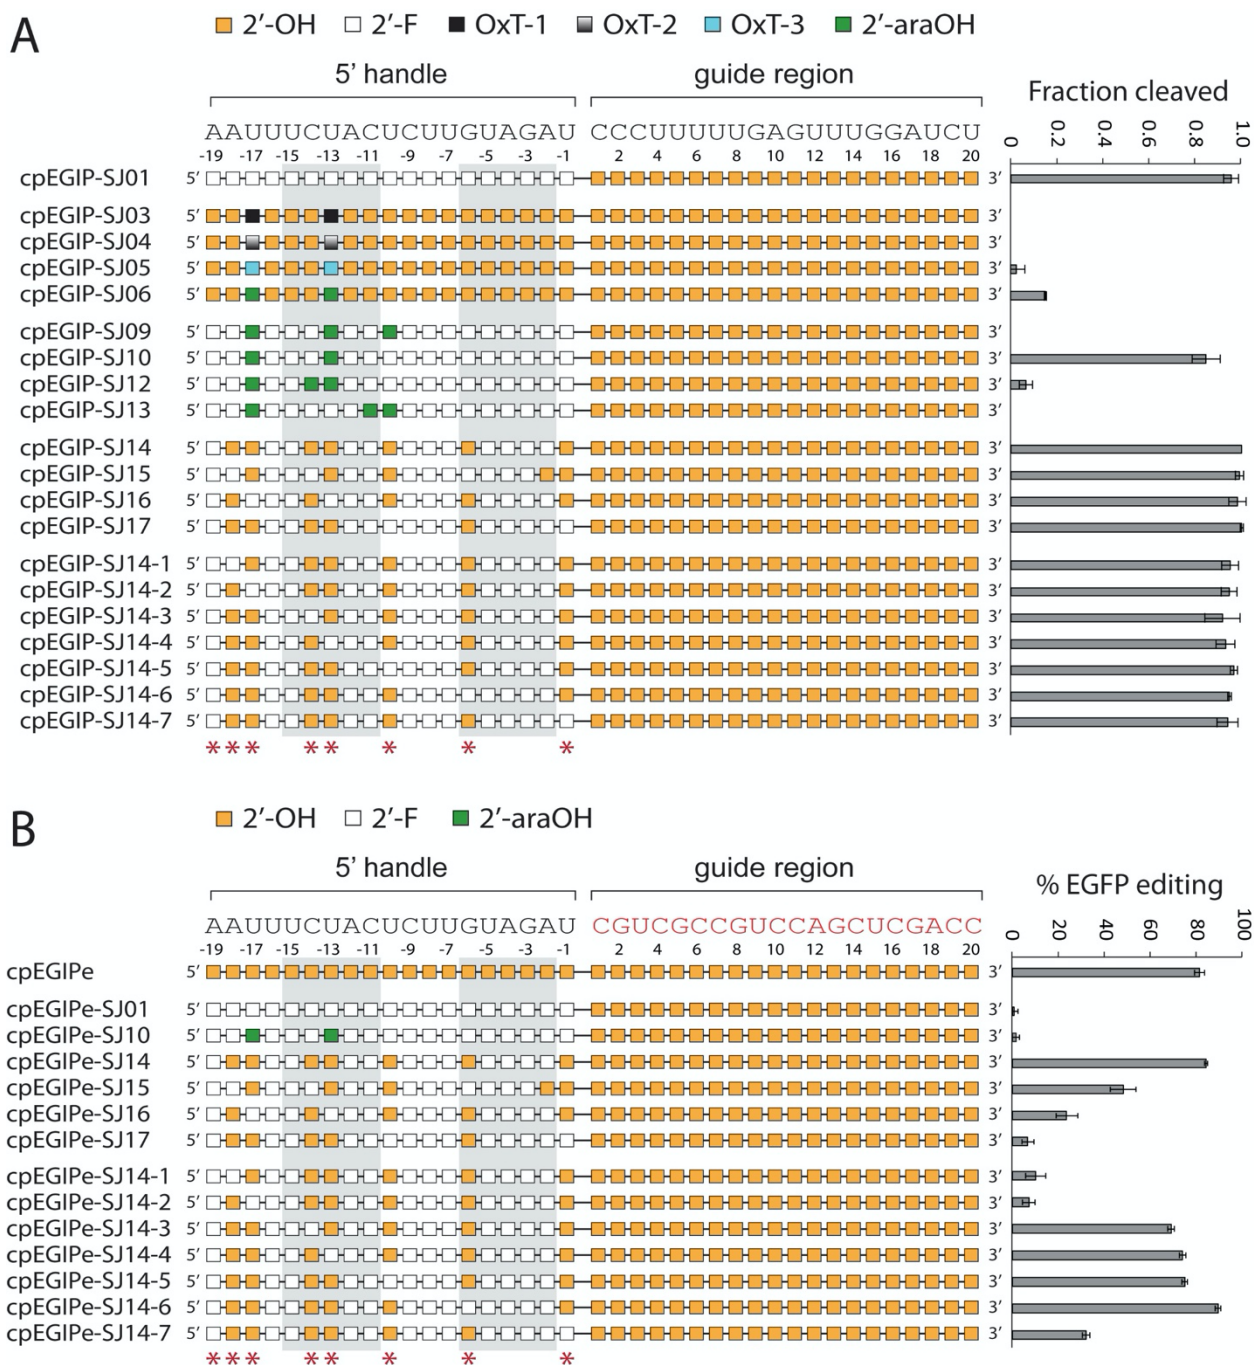 A
2′-OH 2′-F OxT-1 OxT-2 OxT-3 2′-araOH
5′ handle guide region Fraction cleaved
AAUUUCUACUCUUGUAGAU CCCUUUUUGAGUUUGGAUCU 0 0.2 0.4 0.6 0.8 1.0
-19 -17 -15 -13 -11 -9 -7 -5 -3 -1 2 4 6 8 10 12 14 16 18 20
cpEGIP-SJ01 5′ 3′
cpEGIP-SJ03 5′ 3′
cpEGIP-SJ04 5′ 3′
cpEGIP-SJ05 5′ 3′
cpEGIP-SJ06 5′ 3′
cpEGIP-SJ09 5′ 3′
cpEGIP-SJ10 5′ 3′
cpEGIP-SJ12 5′ 3′
cpEGIP-SJ13 5′ 3′
cpEGIP-SJ14 5′ 3′
cpEGIP-SJ15 5′ 3′
cpEGIP-SJ16 5′ 3′
cpEGIP-SJ17 5′ 3′
cpEGIP-SJ14-1 5′ 3′
cpEGIP-SJ14-2 5′ 3′
cpEGIP-SJ14-3 5′ 3′
cpEGIP-SJ14-4 5′ 3′
cpEGIP-SJ14-5 5′ 3′
cpEGIP-SJ14-6 5′ 3′
cpEGIP-SJ14-7 5′ 3′
* * * * * * * *
B
2′-OH 2′-F 2′-araOH
5′ handle guide region % EGFP editing
AAUUUCUACUCUUGUAGAU CGUCGCCGUCCAGCUCGACC 0 20 40 60 80 100
-19 -17 -15 -13 -11 -9 -7 -5 -3 -1 2 4 6 8 10 12 14 16 18 20
cpEGIPe 5′ 3′
cpEGIPe-SJ01 5′ 3′
cpEGIPe-SJ10 5′ 3′
cpEGIPe-SJ14 5′ 3′
cpEGIPe-SJ15 5′ 3′
cpEGIPe-SJ16 5′ 3′
cpEGIPe-SJ17 5′ 3′
cpEGIPe-SJ14-1 5′ 3′
cpEGIPe-SJ14-2 5′ 3′
cpEGIPe-SJ14-3 5′ 3′
cpEGIPe-SJ14-4 5′ 3′
cpEGIPe-SJ14-5 5′ 3′
cpEGIPe-SJ14-6 5′ 3′
cpEGIPe-SJ14-7 5′ 3′
* * * * * * * *